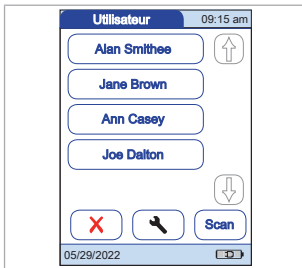 Utilisateur 09:15 am
Alan Smithee
Jane Brown
Ann Casey
Joe Dalton
Scan
05/29/2022